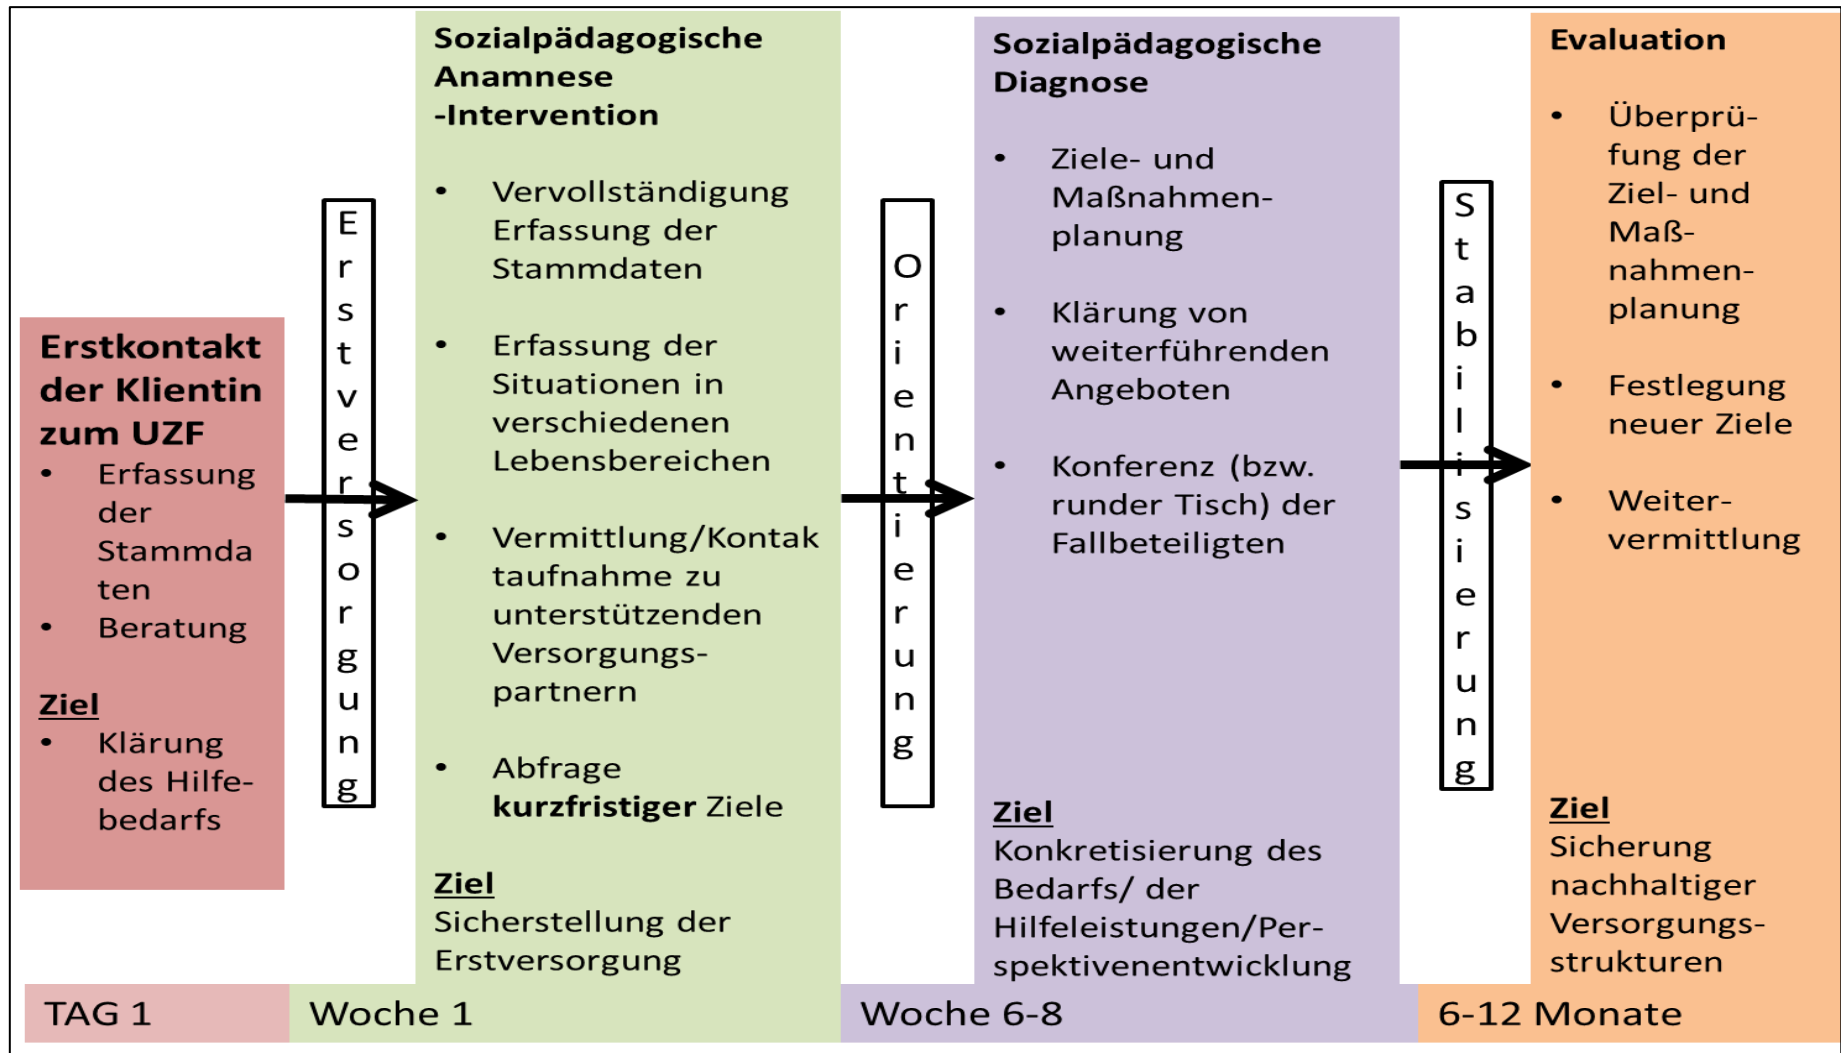 Erstkontakt
der Klientin
zum UZF
• Erfassung
der
Stammda
ten
• Beratung
Ziel
• Klärung
des Hilfe-
bedarfs
Erstversorgung
Sozialpädagogische
Anamnese
-Intervention
• Vervollständigung
Erfassung der
Stammdaten
• Erfassung der
Situationen in
verschiedenen
Lebensbereichen
• Vermittlung/Kontak
taufnahme zu
unterstützenden
Versorgungs-
partnern
• Abfrage
kurzfristiger Ziele
Ziel
Sicherstellung der
Erstversorgung
Orientierung
Sozialpädagogische
Diagnose
• Ziele- und
Maßnahmen-
planung
• Klärung von
weiterführenden
Angeboten
• Konferenz (bzw.
runder Tisch) der
Fallbeteiligten
Ziel
Konkretisierung des
Bedarfs/ der
Hilfeleistungen/Per-
spektivenentwicklung
Stabilisierung
Evaluation
• Überprü-
fung der
Ziel- und
Maß-
nahmen-
planung
• Festlegung
neuer Ziele
• Weiter-
vermittlung
Ziel
Sicherung
nachhaltiger
Versorgungs-
strukturen
TAG 1
Woche 1
Woche 6-8
6-12 Monate